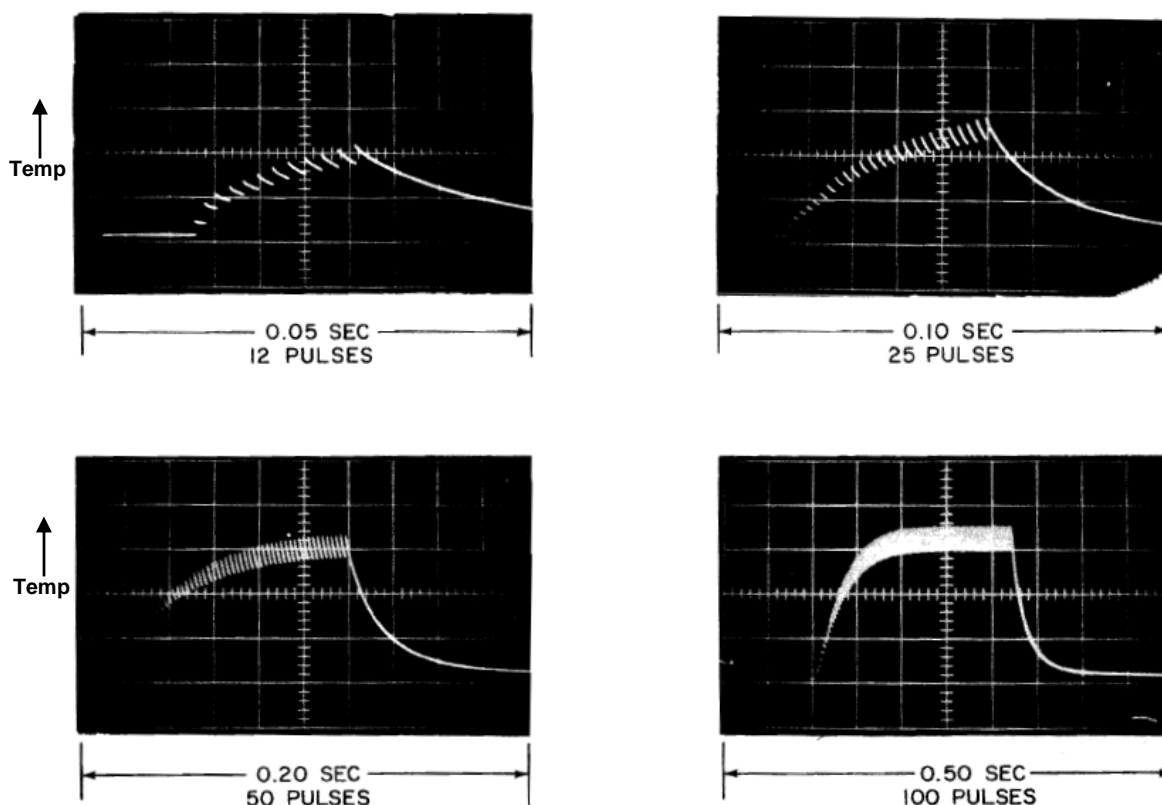 Temp
0.05 SEC
12 PULSES
0.10 SEC
25 PULSES
Temp
0.20 SEC
50 PULSES
0.50 SEC
100 PULSES